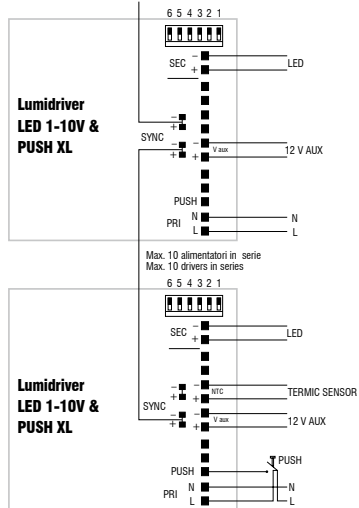 6 5 4 3 2 1
SEC
−
+
LED
Lumidriver
LED 1-10V &
PUSH XL
−
+
SYNC
−
+
−
+
V aux
12 V AUX
PUSH
PRI
N
L
N
L
Max. 10 alimentatori in serie
Max. 10 drivers in series
6 5 4 3 2 1
SEC
−
+
LED
Lumidriver
LED 1-10V &
PUSH XL
−
+
SYNC
−
+
−
+
NTC
TERMIC SENSOR
−
+
V aux
12 V AUX
PUSH
PUSH
PRI
N
L
N
L